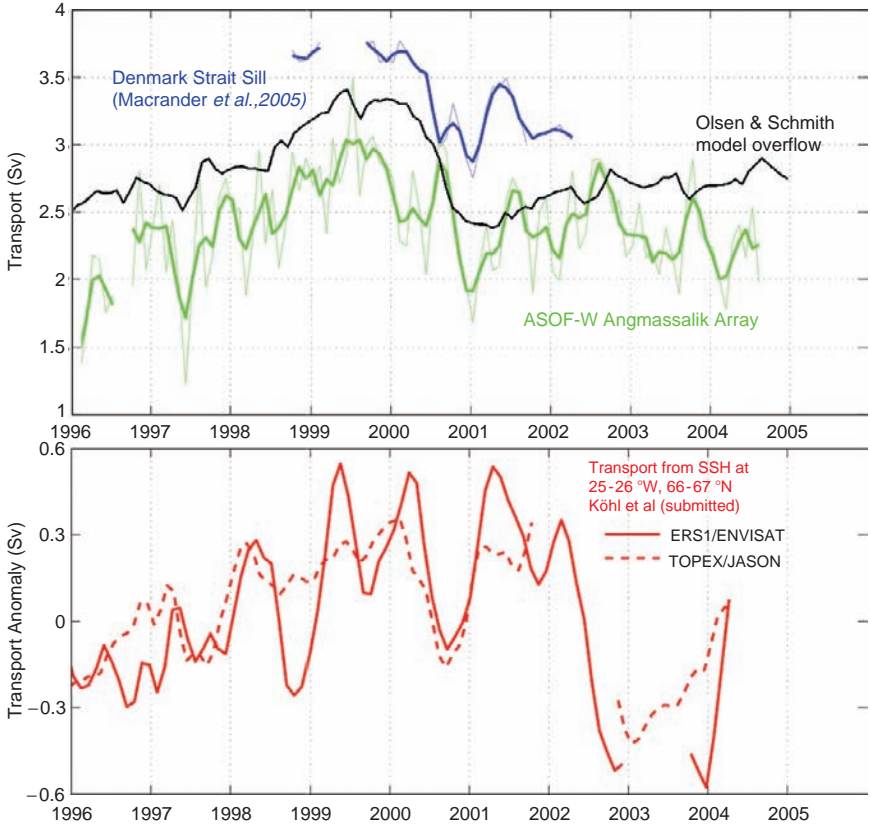 4
3.5
3
2.5
2
1.5
1
Transport (Sv)
Denmark Strait Sill
(Macrander et al.,2005)
Olsen & Schmith
model overflow
ASOF-W Angmassalik Array
1996 1997 1998 1999 2000 2001 2002 2003 2004 2005
0.6
0.3
0
−0.3
−0.6
Transport Anomaly (Sv)
Transport from SSH at
25-26 °W, 66-67 °N
Köhl et al (submitted)
ERS1/ENVISAT
TOPEX/JASON
1996 1997 1998 1999 2000 2001 2002 2003 2004 2005